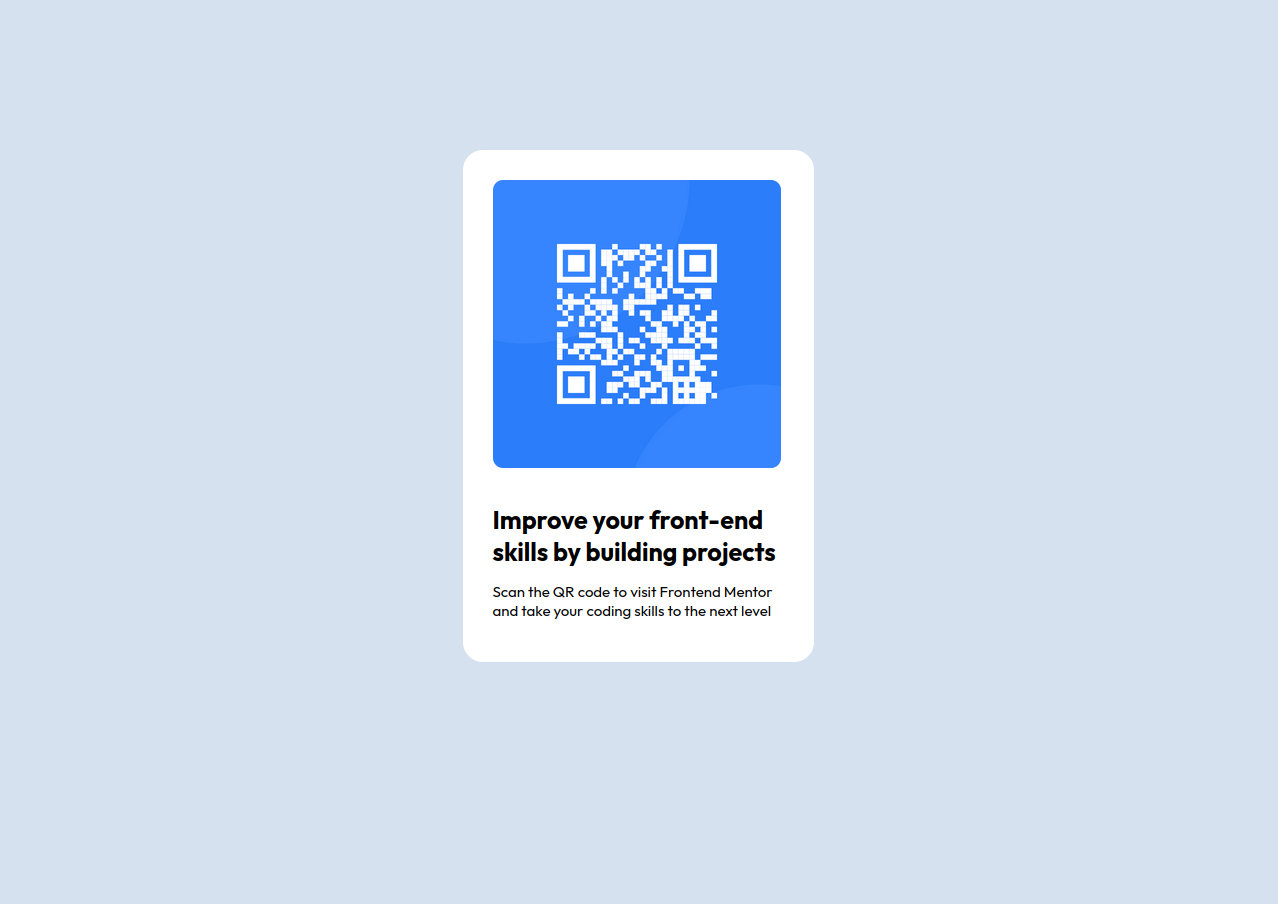 Improve your front-end
skills by building projects
Scan the QR code to visit Frontend Mentor
and take your coding skills to the next level